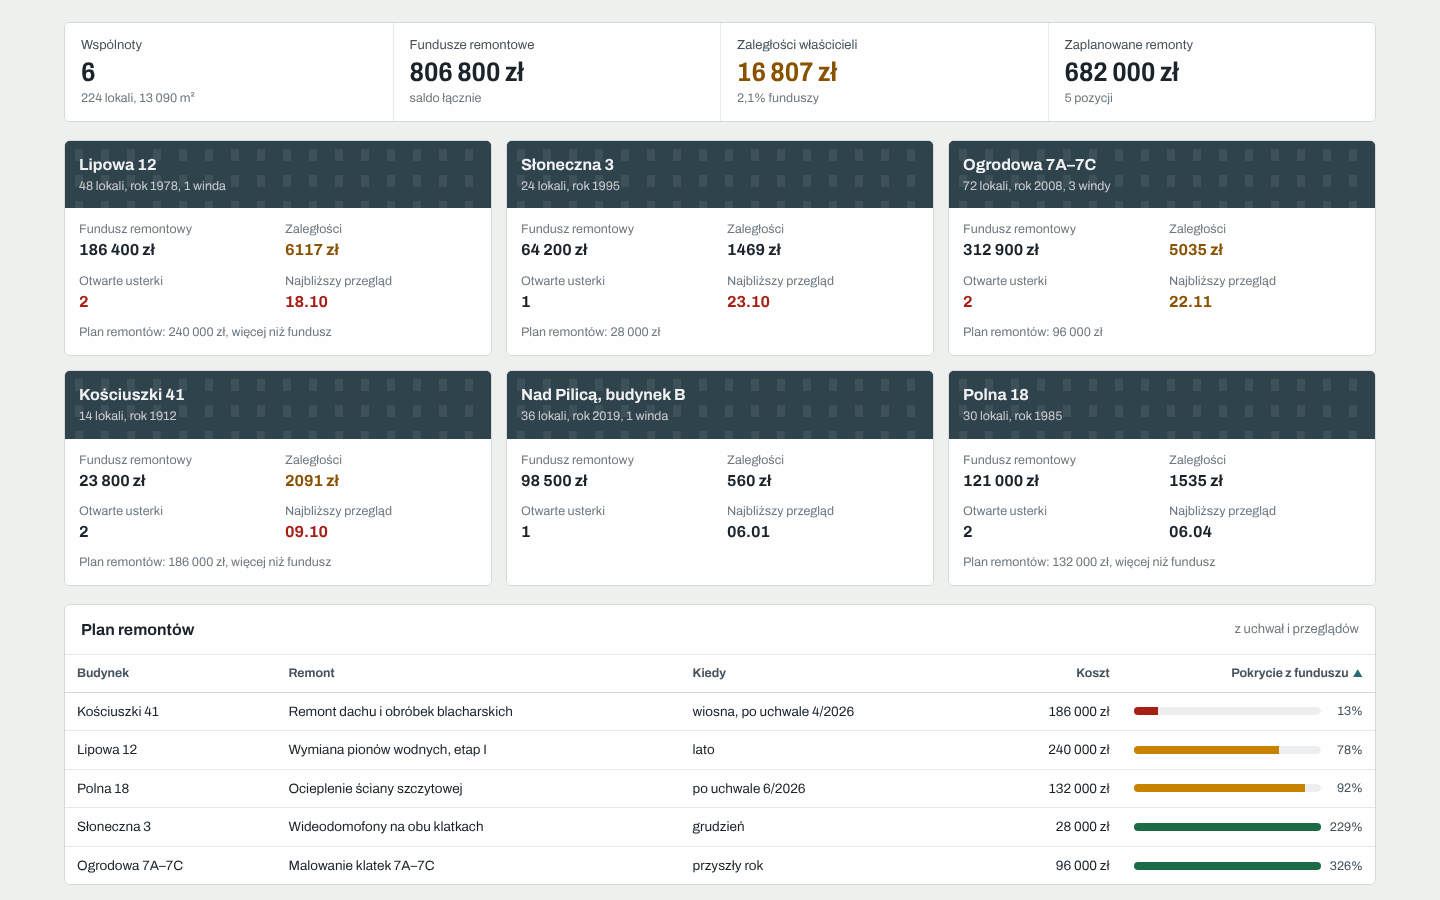 Wspólnoty
6
224 lokali, 13 090 m²
Fundusze remontowe
806 800 zł
saldo łącznie
Zaległości właścicieli
16 807 zł
2,1% funduszy
Zaplanowane remonty
682 000 zł
5 pozycji
Lipowa 12
48 lokali, rok 1978, 1 winda
Fundusz remontowy
186 400 zł
Zaległości
6117 zł
Otwarte usterki
2
Najbliższy przegląd
18.10
Plan remontów: 240 000 zł, więcej niż fundusz
Słoneczna 3
24 lokali, rok 1995
Fundusz remontowy
64 200 zł
Zaległości
1469 zł
Otwarte usterki
1
Najbliższy przegląd
23.10
Plan remontów: 28 000 zł
Ogrodowa 7A–7C
72 lokali, rok 2008, 3 windy
Fundusz remontowy
312 900 zł
Zaległości
5035 zł
Otwarte usterki
2
Najbliższy przegląd
22.11
Plan remontów: 96 000 zł
Kościuszki 41
14 lokali, rok 1912
Fundusz remontowy
23 800 zł
Zaległości
2091 zł
Otwarte usterki
2
Najbliższy przegląd
09.10
Plan remontów: 186 000 zł, więcej niż fundusz
Nad Pilicą, budynek B
36 lokali, rok 2019, 1 winda
Fundusz remontowy
98 500 zł
Zaległości
560 zł
Otwarte usterki
1
Najbliższy przegląd
06.01
Polna 18
30 lokali, rok 1985
Fundusz remontowy
121 000 zł
Zaległości
1535 zł
Otwarte usterki
2
Najbliższy przegląd
06.04
Plan remontów: 132 000 zł, więcej niż fundusz
Plan remontów
z uchwał i przeglądów
Budynek Remont Kiedy Koszt Pokrycie z funduszu ▲
Kościuszki 41 Remont dachu i obróbek blacharskich wiosna, po uchwale 4/2026 186 000 zł 13%
Lipowa 12 Wymiana pionów wodnych, etap I lato 240 000 zł 78%
Polna 18 Ocieplenie ściany szczytowej po uchwale 6/2026 132 000 zł 92%
Słoneczna 3 Wideodomofony na obu klatkach grudzień 28 000 zł 229%
Ogrodowa 7A–7C Malowanie klatek 7A–7C przyszły rok 96 000 zł 326%